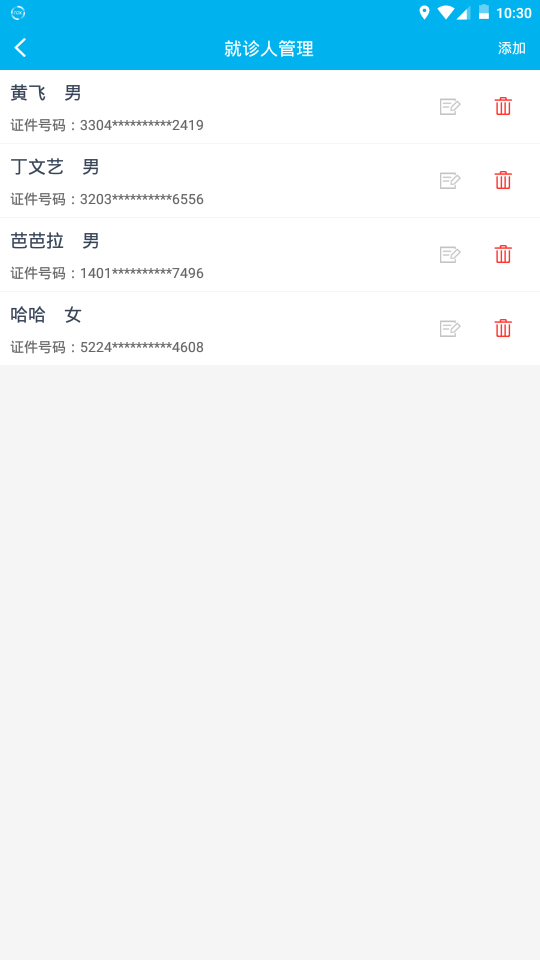 10:30
就诊人管理
添加
黄飞 男
证件号码：3304**********2419
丁文艺 男
证件号码：3203**********6556
芭芭拉 男
证件号码：1401**********7496
哈哈 女
证件号码：5224**********4608